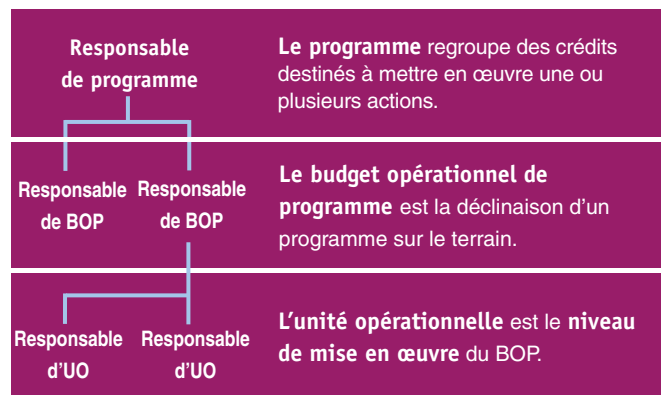 Responsable
de programme
Le programme regroupe des crédits
destinés à mettre en œuvre une ou
plusieurs actions.
Responsable
de BOP
Responsable
de BOP
Le budget opérationnel de
programme est la déclinaison d’un
programme sur le terrain.
Responsable
d’UO
Responsable
d’UO
L’unité opérationnelle est le niveau
de mise en œuvre du BOP.